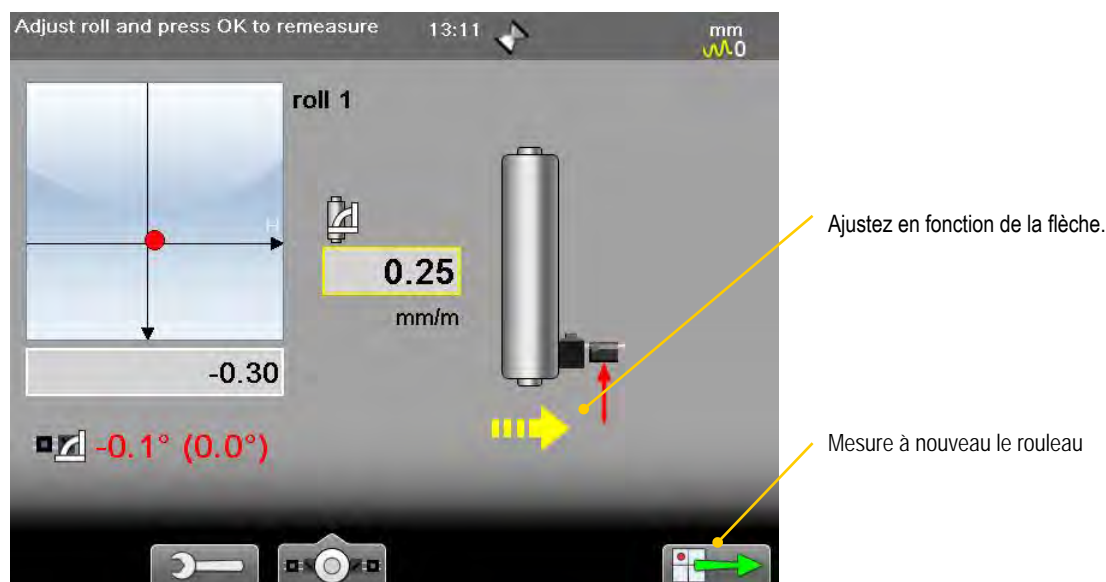 Adjust roll and press OK to remeasure 13:11 mm
0
roll 1
H
0.25
mm/m
-0.30
-0.1° (0.0°)
Ajustez en fonction de la flèche.
Mesure à nouveau le rouleau